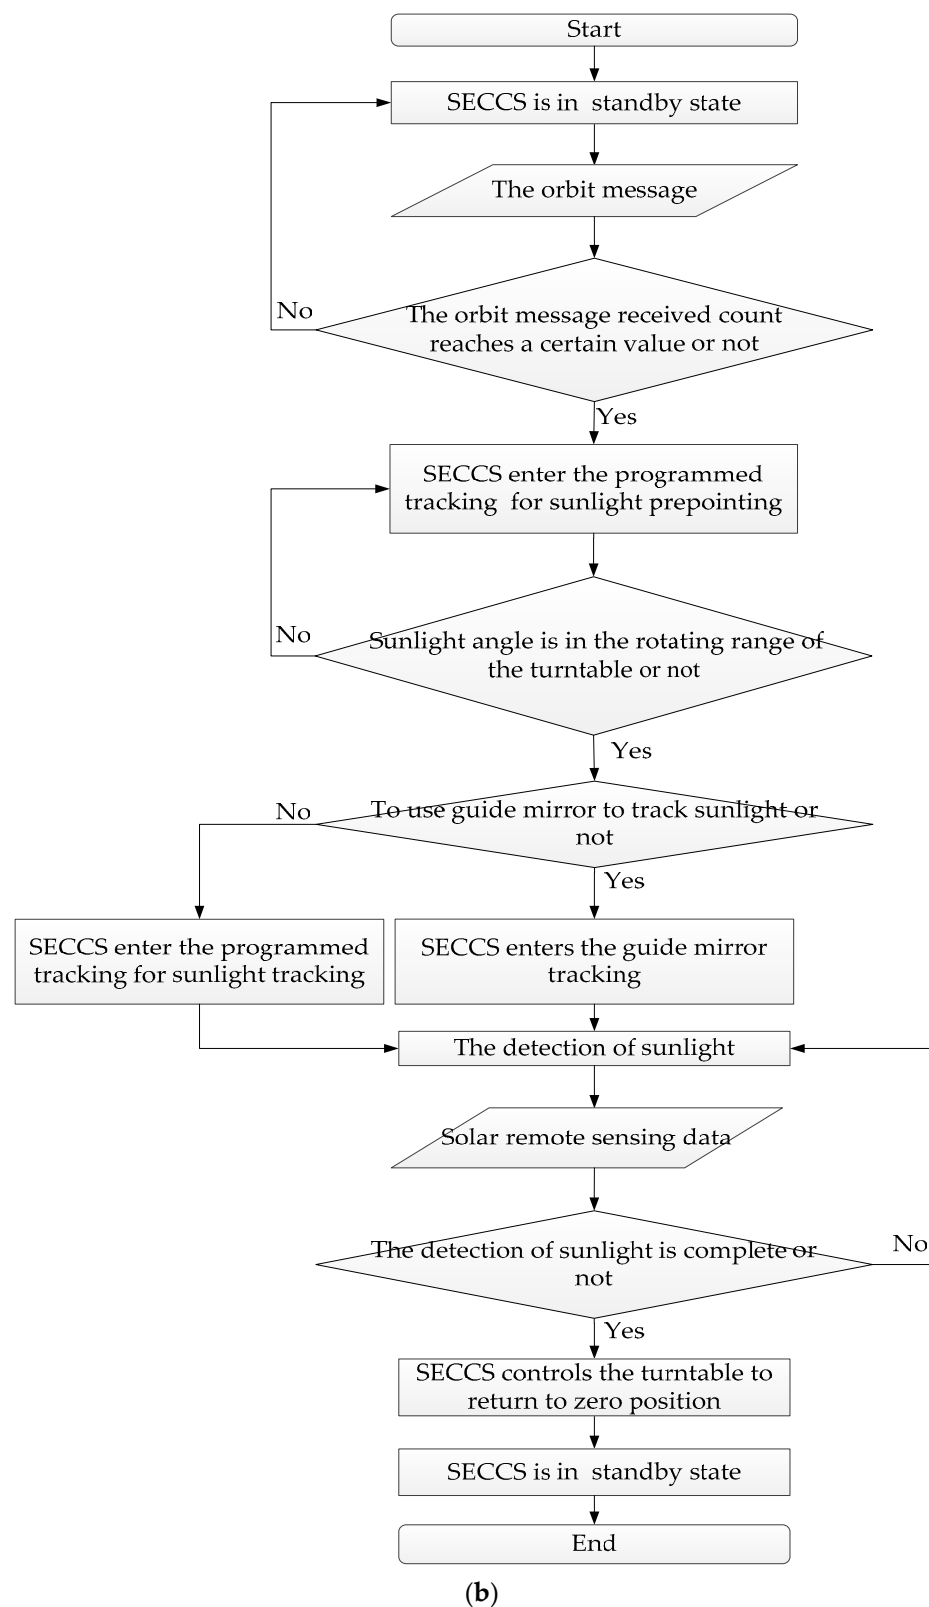 Start
SECCS is in standby state
The orbit message
No
The orbit message received count
reaches a certain value or not
Yes
SECCS enter the programmed
tracking for sunlight prepointing
No
Sunlight angle is in the rotating range of
the turntable or not
Yes
No
To use guide mirror to track sunlight or
not
Yes
SECCS enter the programmed
tracking for sunlight tracking
SECCS enters the guide mirror
tracking
The detection of sunlight
Solar remote sensing data
The detection of sunlight is complete or
not
No
Yes
SECCS controls the turntable to
return to zero position
SECCS is in standby state
End
(b)